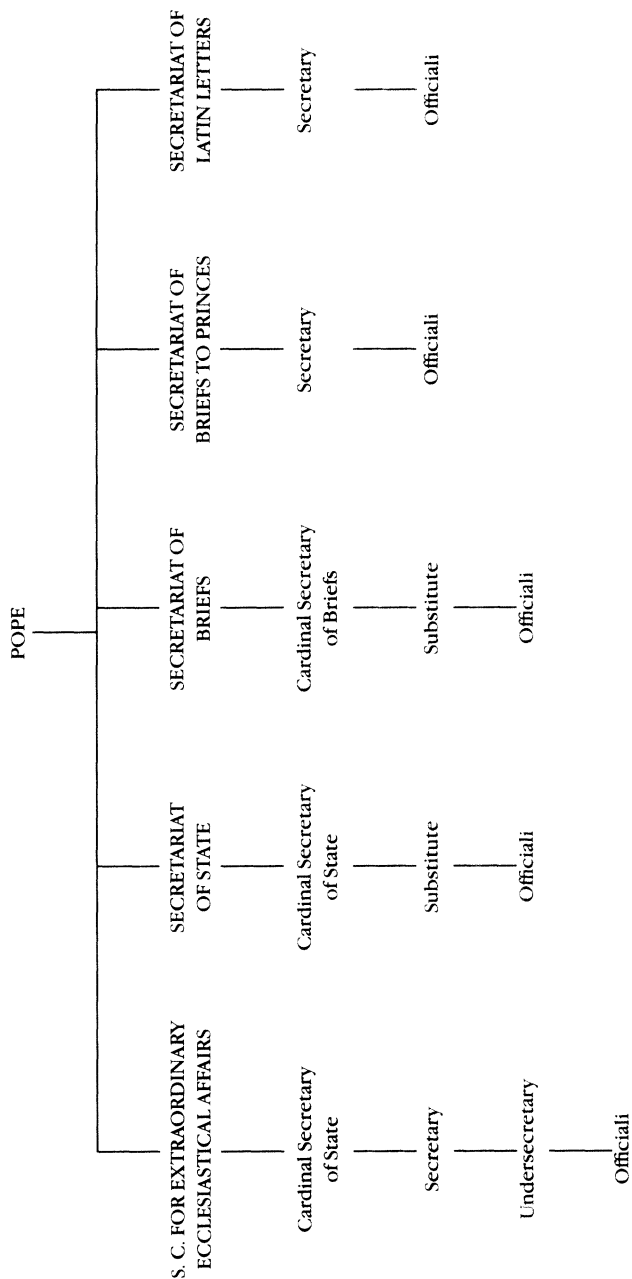 POPE
S. C. FOR EXTRAORDINARY
ECCLESIASTICAL AFFAIRS
Cardinal Secretary
of State
Secretary
Undersecretary
Officiali
SECRETARIAT
OF STATE
Cardinal Secretary
of State
Substitute
Officiali
SECRETARIAT OF
BRIEFS
Cardinal Secretary
of Briefs
Substitute
Officiali
SECRETARIAT OF
BRIEFS TO PRINCES
Secretary
Officiali
SECRETARIAT OF
LATIN LETTERS
Secretary
Officiali